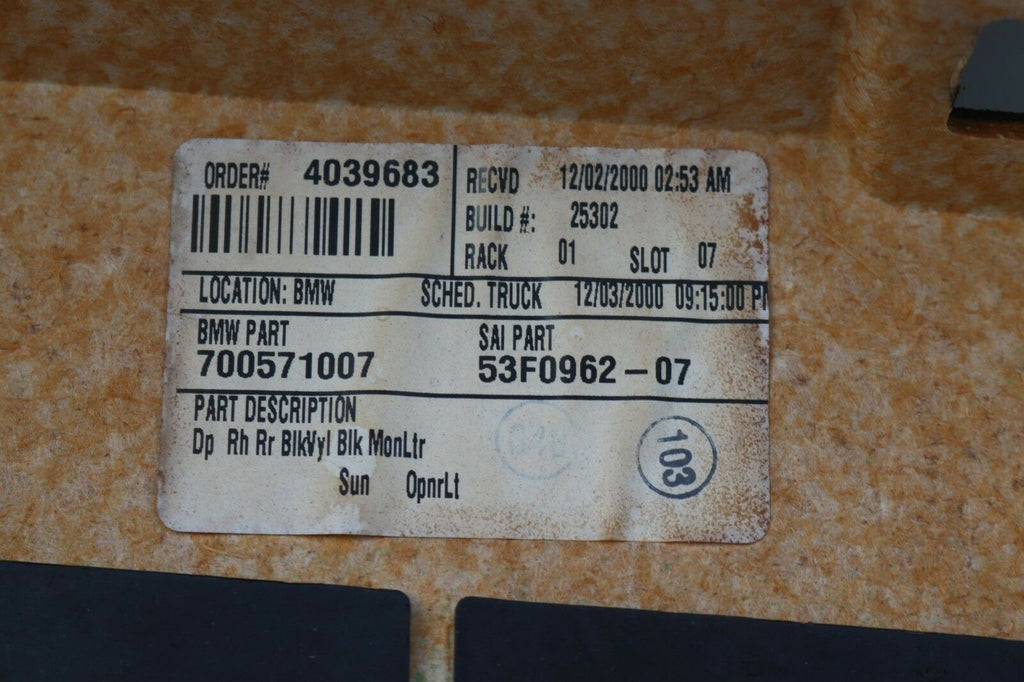 ORDER# 4039683
RECVD 12/02/2000 02:53 AM
BUILD #: 25302
RACK 01 SLOT 07
LOCATION: BMW SCHED. TRUCK 12/03/2000 09:15:00 PM
BMW PART SAI PART
700571007 53F0962-07
PART DESCRIPTION
Dp Rh Rr BlkVyl Blk MonLtr
Sun OpnrLt
103